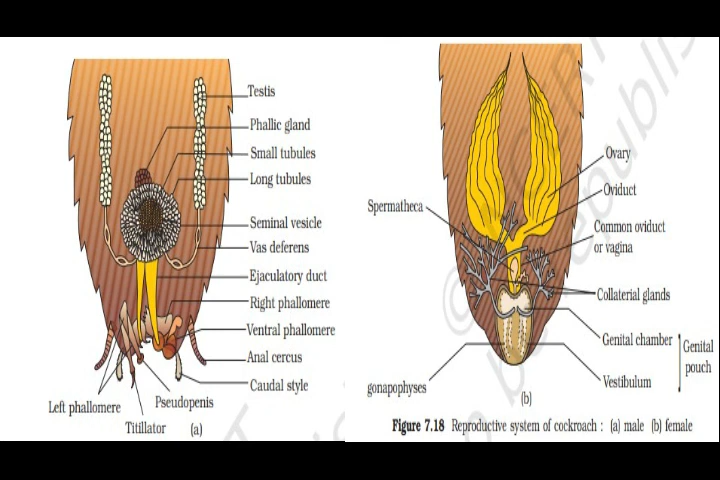 Testis
Phallic gland
Small tubules
Long tubules
Seminal vesicle
Vas deferens
Ejaculatory duct
Right phallomere
Ventral phallomere
Anal cercus
Caudal style
Left phallomere
Pseudopenis
Titillator
(a)
Ovary
Oviduct
Spermatheca
Common oviduct
or vagina
Collaterial glands
Genital chamber
Genital
pouch
Vestibulum
gonapophyses
(b)
Figure 7.18 Reproductive system of cockroach : (a) male (b) female